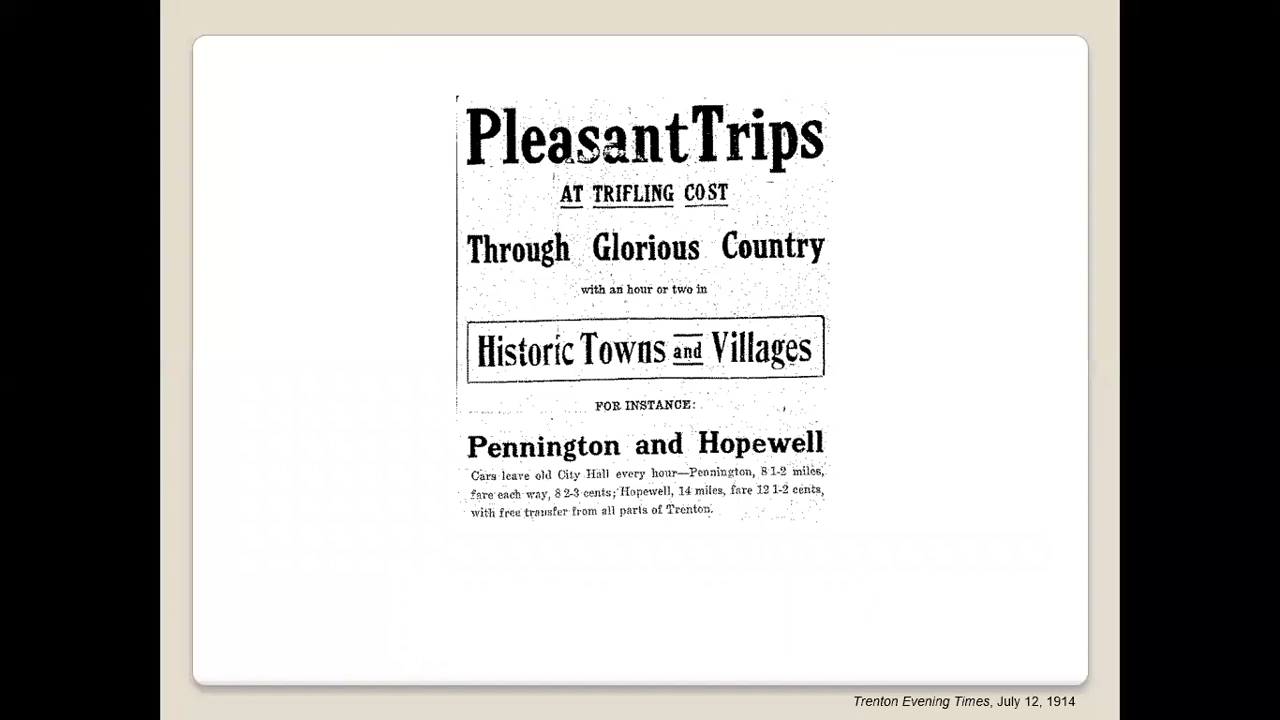 Pleasant Trips
AT TRIFLING COST
Through Glorious Country
with an hour or two in
Historic Towns and Villages
FOR INSTANCE:
Pennington and Hopewell
Cars leave old City Hall every hour—Pennington, 8 1-2 miles,
fare each way, 8 2-3 cents; Hopewell, 14 miles, fare 12 1-2 cents,
with free transfer from all parts of Trenton.
Trenton Evening Times, July 12, 1914